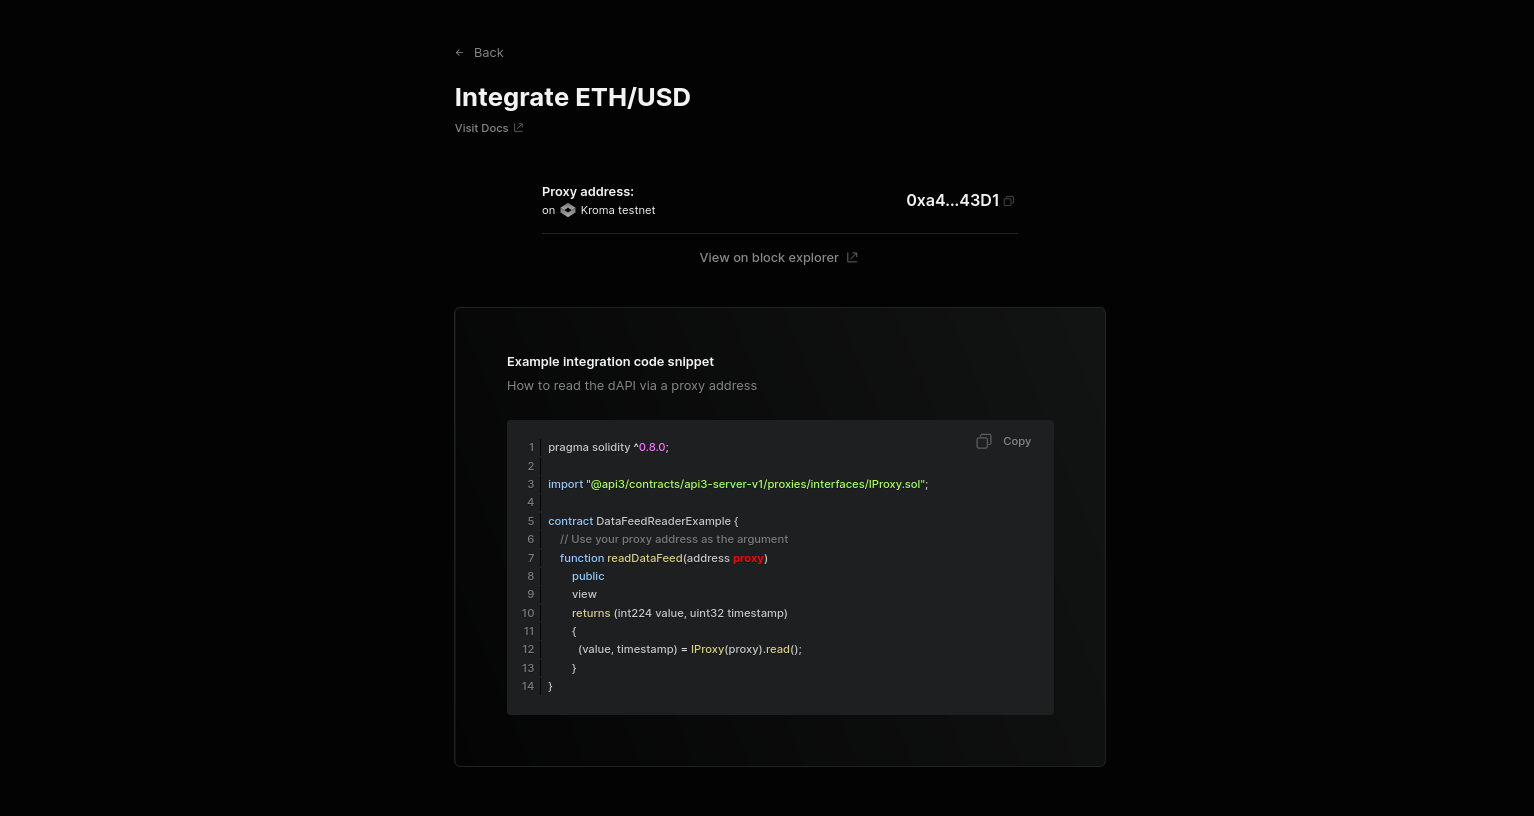 ← Back
Integrate ETH/USD
Visit Docs
Proxy address:
on Kroma testnet
0xa4...43D1
View on block explorer
Example integration code snippet
How to read the dAPI via a proxy address
Copy
1 pragma solidity ^0.8.0;
2
3 import "@api3/contracts/api3-server-v1/proxies/interfaces/IProxy.sol";
4
5 contract DataFeedReaderExample {
6 // Use your proxy address as the argument
7 function readDataFeed(address proxy)
8 public
9 view
10 returns (int224 value, uint32 timestamp)
11 {
12 (value, timestamp) = IProxy(proxy).read();
13 }
14 }